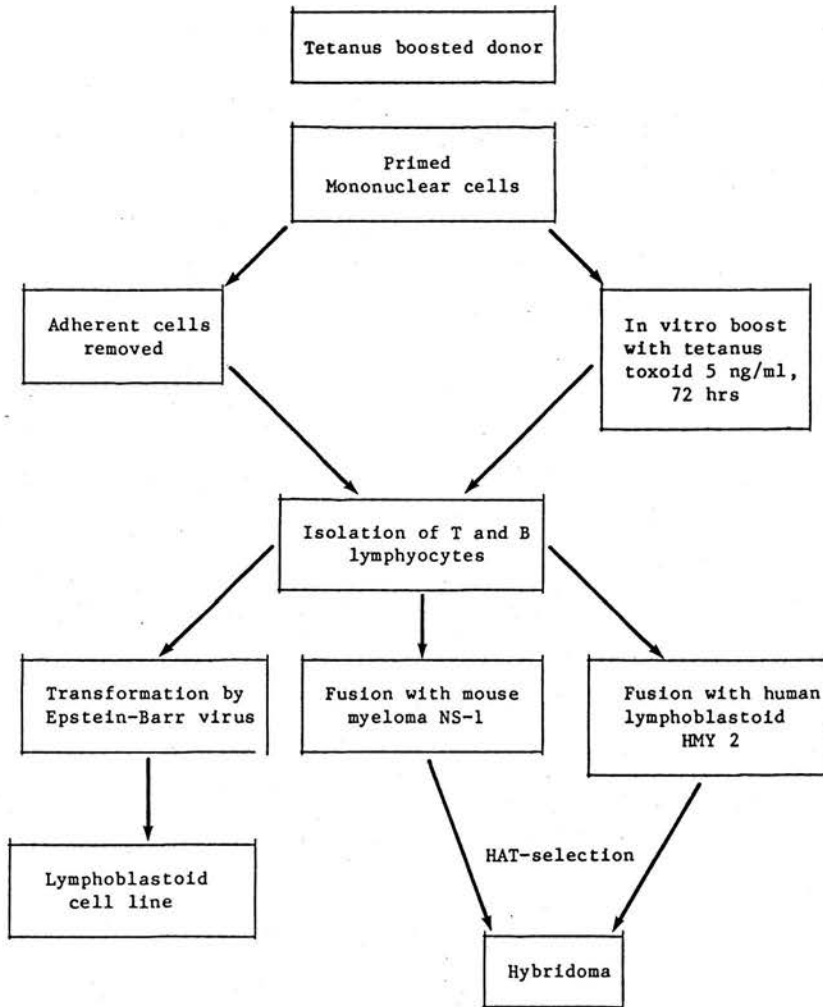 Tetanus boosted donor
Primed
Mononuclear cells
Adherent cells
removed
In vitro boost
with tetanus
toxoid 5 ng/ml,
72 hrs
Isolation of T and B
lymphyocytes
Transformation by
Epstein-Barr virus
Fusion with mouse
myeloma NS-1
Fusion with human
lymphoblastoid
HMY 2
HAT-selection
Lymphoblastoid
cell line
Hybridoma